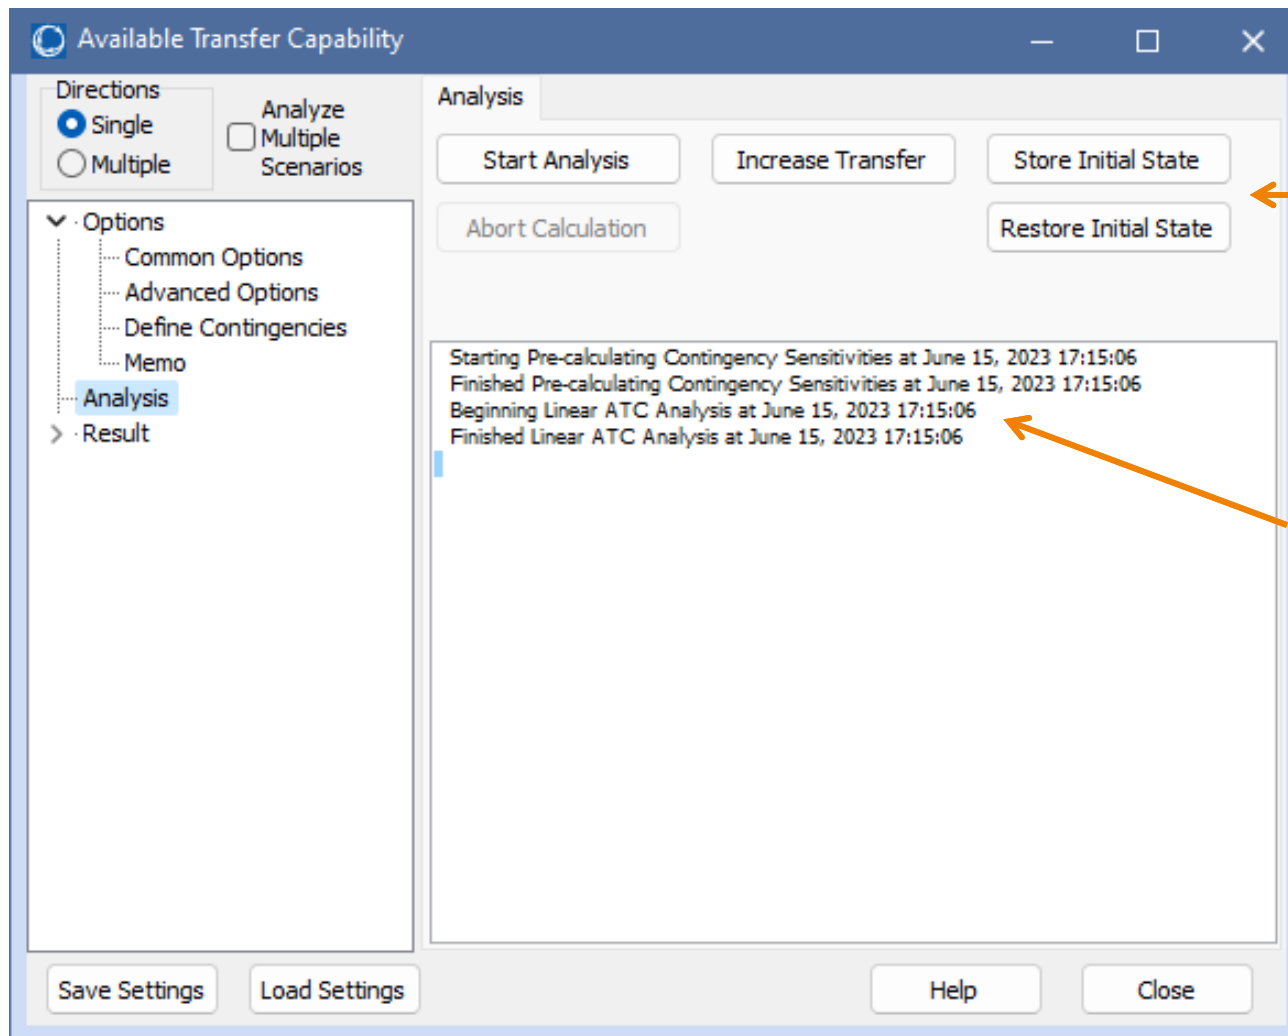 Available Transfer Capability
Directions
Single
Multiple
Analyze
Multiple
Scenarios
Options
Common Options
Advanced Options
Define Contingencies
Memo
Analysis
Result
Analysis
Start Analysis
Increase Transfer
Store Initial State
Abort Calculation
Restore Initial State
Starting Pre-calculating Contingency Sensitivities at June 15, 2023 17:15:06
Finished Pre-calculating Contingency Sensitivities at June 15, 2023 17:15:06
Beginning Linear ATC Analysis at June 15, 2023 17:15:06
Finished Linear ATC Analysis at June 15, 2023 17:15:06
Save Settings
Load Settings
Help
Close